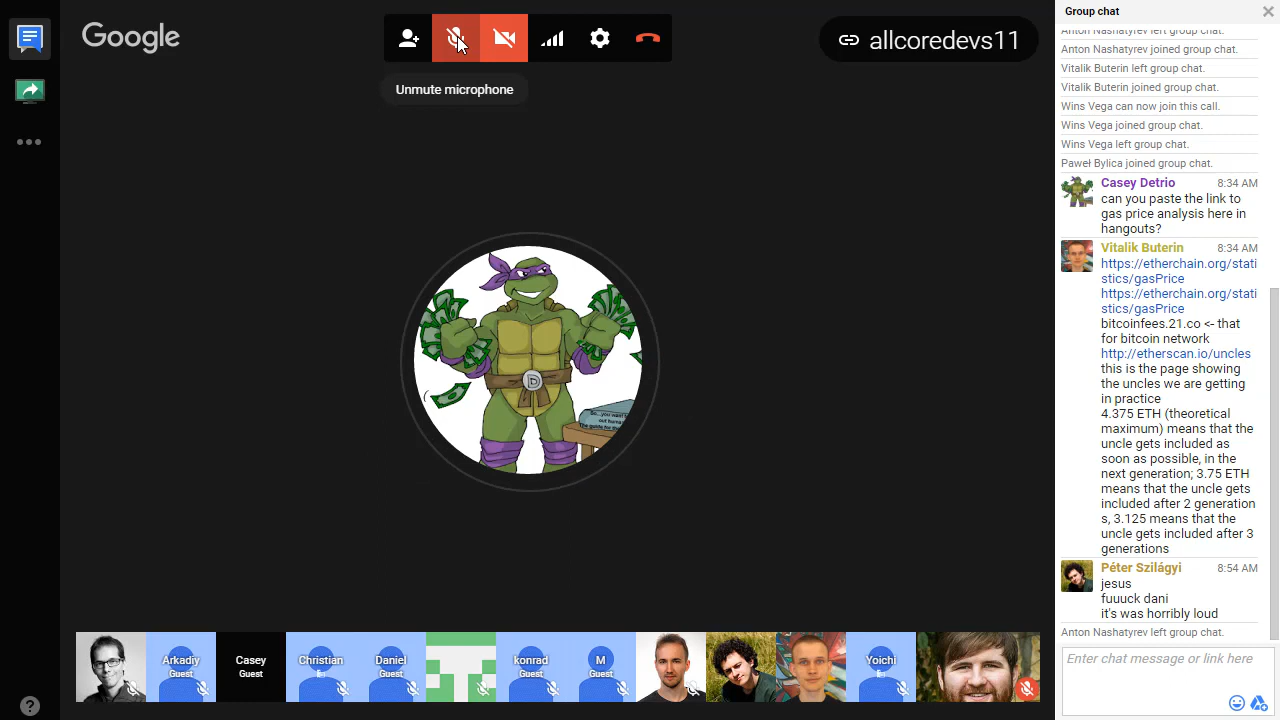 Google
Unmute microphone
allcoredevs11
D
Arkadiy
Guest
Casey
Guest
Christian
Daniel
Guest
konrad
Guest
M
Guest
Yoichi
Group chat
Anton Nashatyrev left group chat.
Anton Nashatyrev joined group chat.
Vitalik Buterin left group chat.
Vitalik Buterin joined group chat.
Wins Vega can now join this call.
Wins Vega joined group chat.
Wins Vega left group chat.
Paweł Bylica joined group chat.
Casey Detrio 8:34 AM
can you paste the link to
gas price analysis here in
hangouts?
Vitalik Buterin 8:34 AM
https://etherchain.org/stati
stics/gasPrice
https://etherchain.org/stati
stics/gasPrice
bitcoinfees.21.co <- that
for bitcoin network
http://etherscan.io/uncles
this is the page showing
the uncles we are getting
in practice
4.375 ETH (theoretical
maximum) means that the
uncle gets included as
soon as possible, in the
next generation; 3.75 ETH
means that the uncle gets
included after 2 generation
s, 3.125 means that the
uncle gets included after 3
generations
Péter Szilágyi 8:54 AM
jesus
fuuuck dani
it's was horribly loud
Anton Nashatyrev left group chat.
Enter chat message or link here